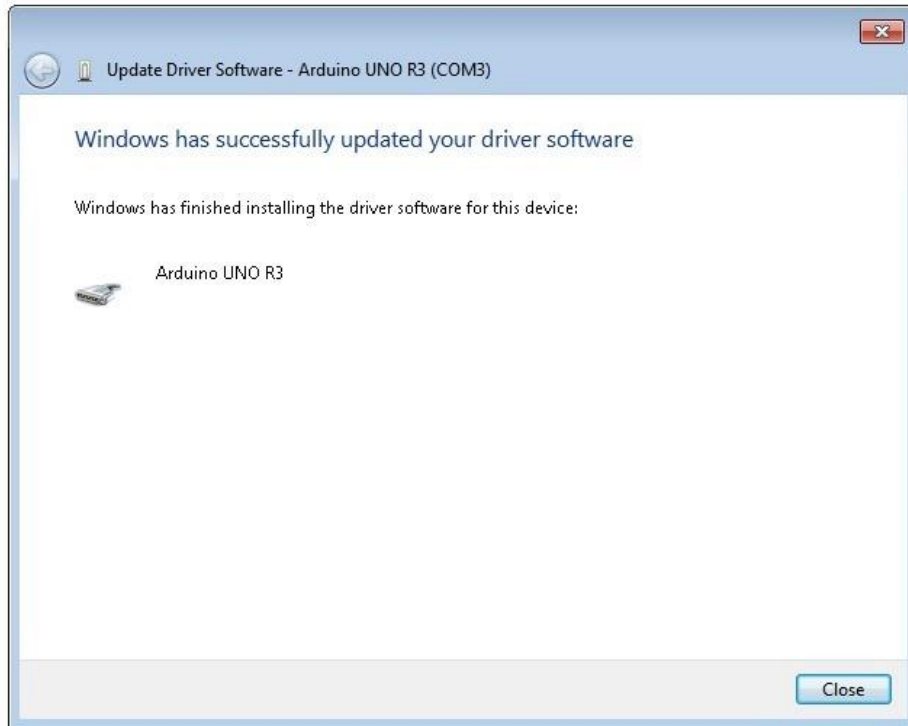 Update Driver Software - Arduino UNO R3 (COM3)
Windows has successfully updated your driver software
Windows has finished installing the driver software for this device:
Arduino UNO R3
Close